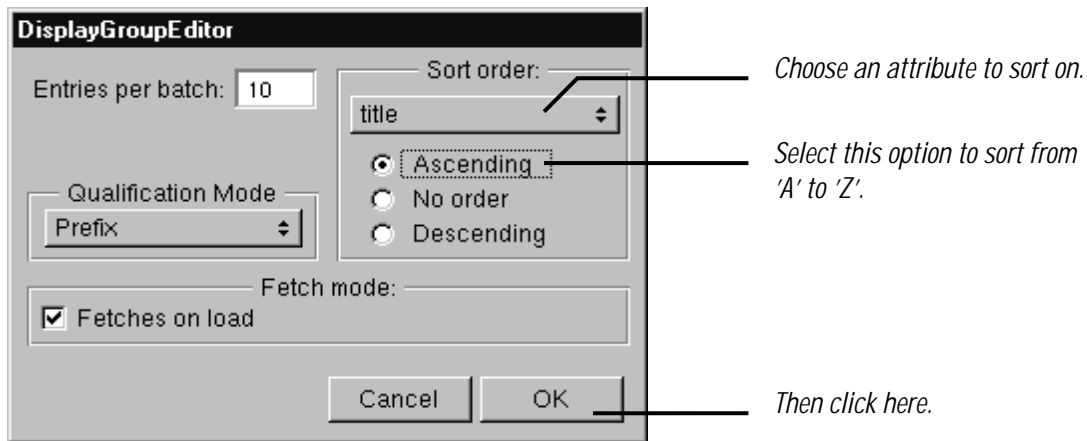 DisplayGroupEditor
Entries per batch: 10
Sort order:
title
Ascending
No order
Descending
Qualification Mode
Prefix
Fetch mode:
Fetches on load
Cancel OK
Choose an attribute to sort on.
Select this option to sort from
'A' to 'Z'.
Then click here.